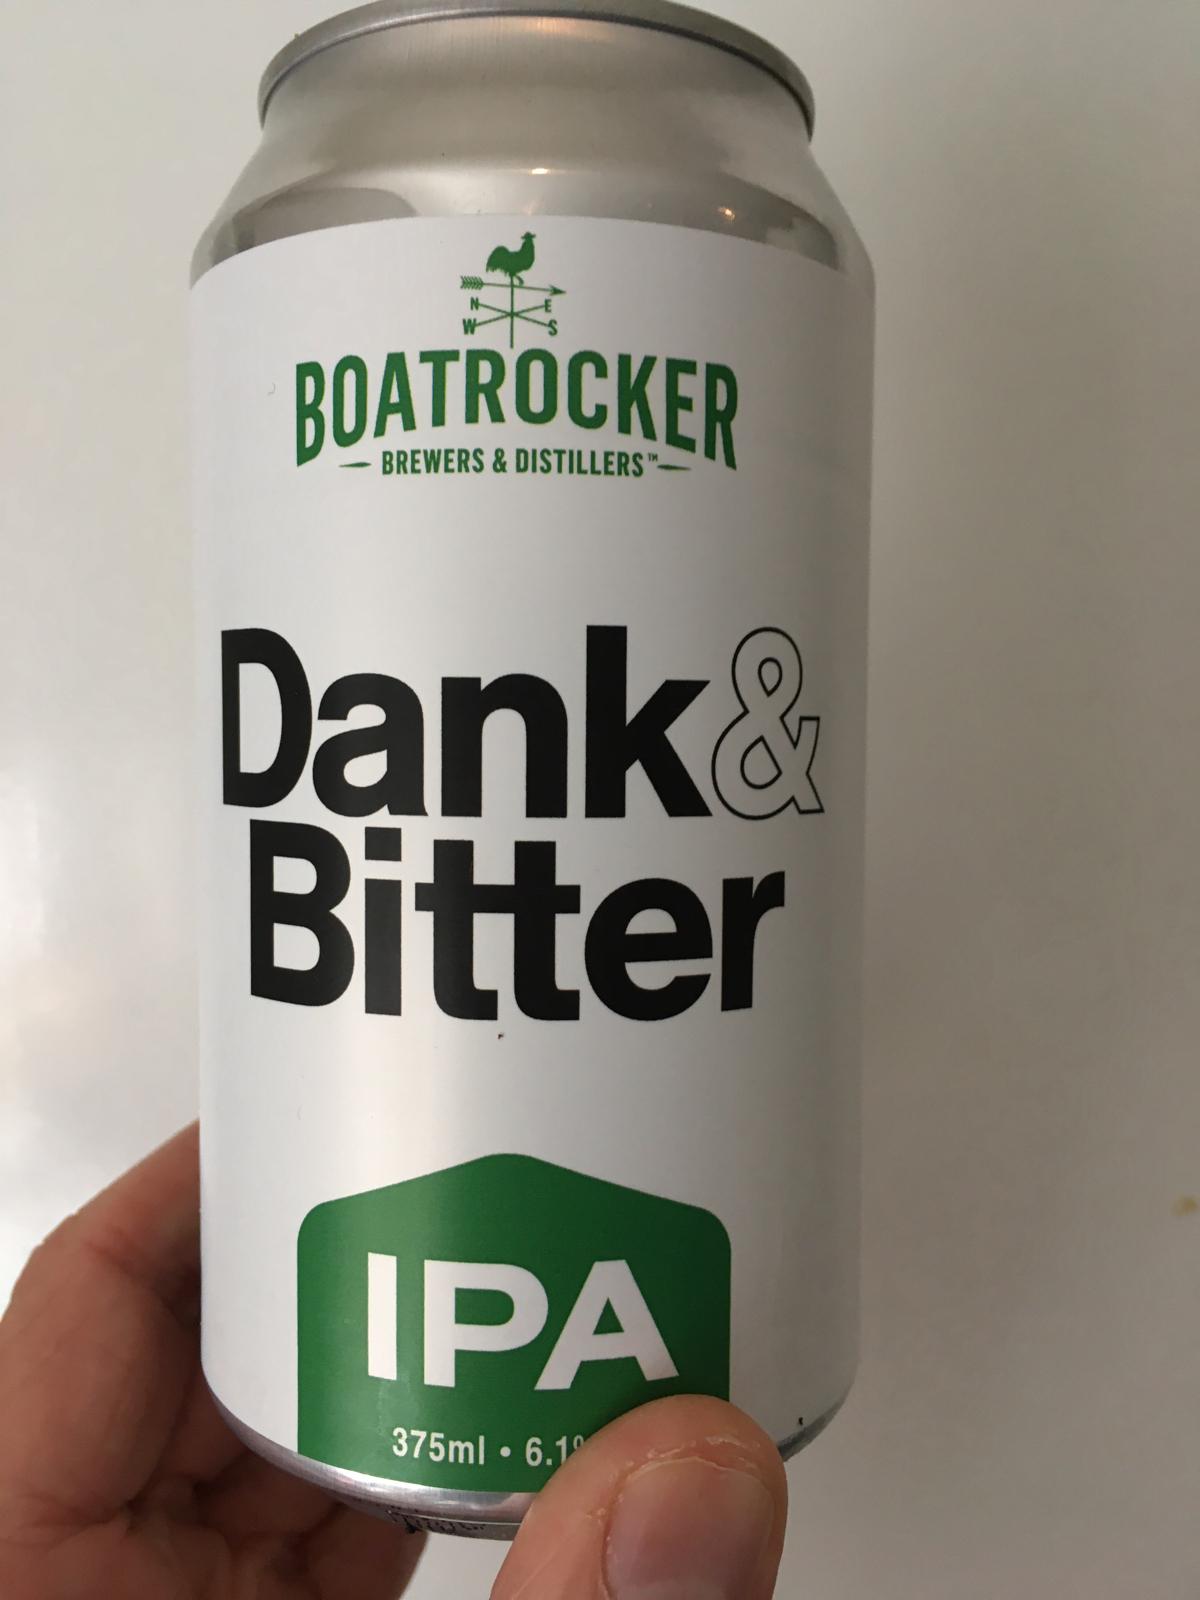 N E
W S
BOATROCKER
BREWERS & DISTILLERS™
Dank&
Bitter
IPA
375ml • 6.1%